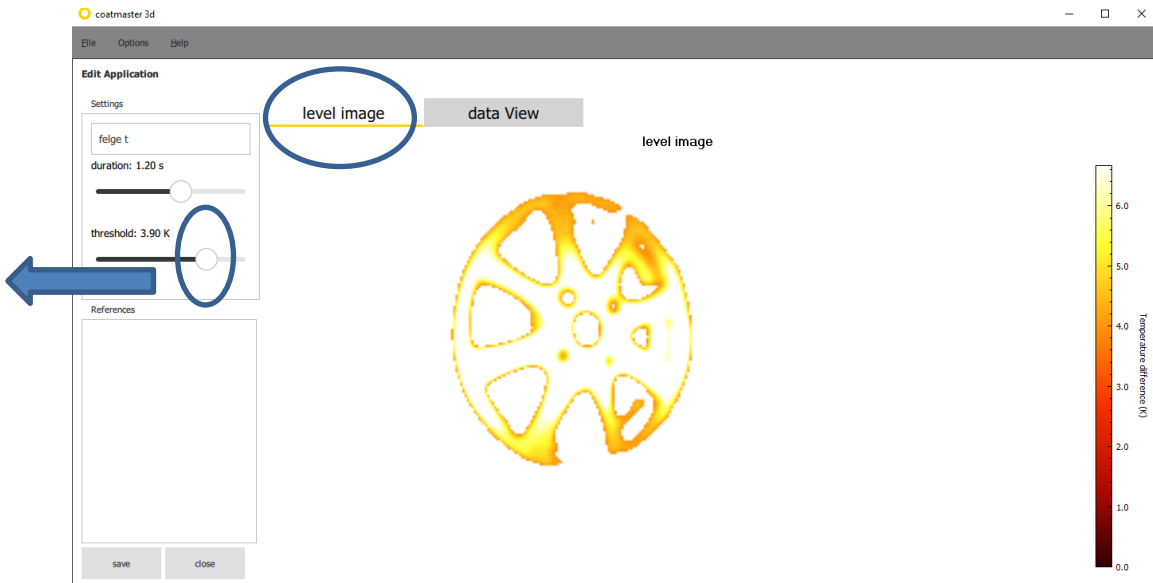 coatmaster 3d
File Options Help
Edit Application
Settings
level image data View
felge t
level image
duration: 1.20 s
threshold: 3.90 K
References
save close
6.0
5.0
4.0
3.0
2.0
1.0
0.0
Temperature difference (K)